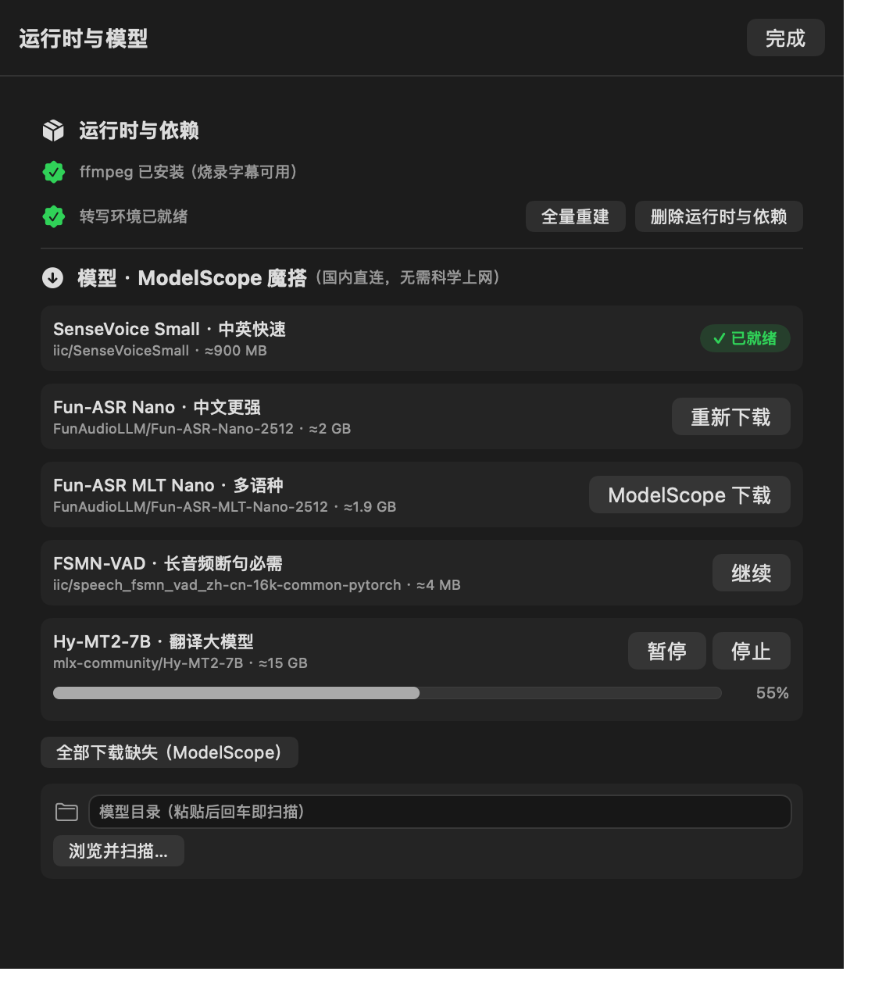 运行时与模型
完成
运行时与依赖
ffmpeg 已安装（烧录字幕可用）
转写环境已就绪
全量重建
删除运行时与依赖
模型 · ModelScope 魔搭（国内直连，无需科学上网）
SenseVoice Small · 中英快速
iic/SenseVoiceSmall · ≈900 MB
已就绪
Fun-ASR Nano · 中文更强
FunAudioLLM/Fun-ASR-Nano-2512 · ≈2 GB
重新下载
Fun-ASR MLT Nano · 多语种
FunAudioLLM/Fun-ASR-MLT-Nano-2512 · ≈1.9 GB
ModelScope 下载
FSMN-VAD · 长音频断句必需
iic/speech_fsmn_vad_zh-cn-16k-common-pytorch · ≈4 MB
继续
Hy-MT2-7B · 翻译大模型
mlx-community/Hy-MT2-7B · ≈15 GB
暂停
停止
55%
全部下载缺失（ModelScope）
模型目录（粘贴后回车即扫描）
浏览并扫描...